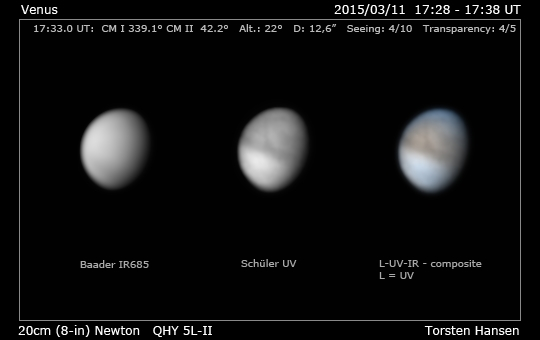 Venus 2015/03/11 17:28 - 17:38 UT
17:33.0 UT: CM I 339.1° CM II 42.2° Alt.: 22° D: 12,6" Seeing: 4/10 Transparency: 4/5
Baader IR685 Schüler UV L-UV-IR - composite
L = UV
20cm (8-in) Newton QHY 5L-II Torsten Hansen